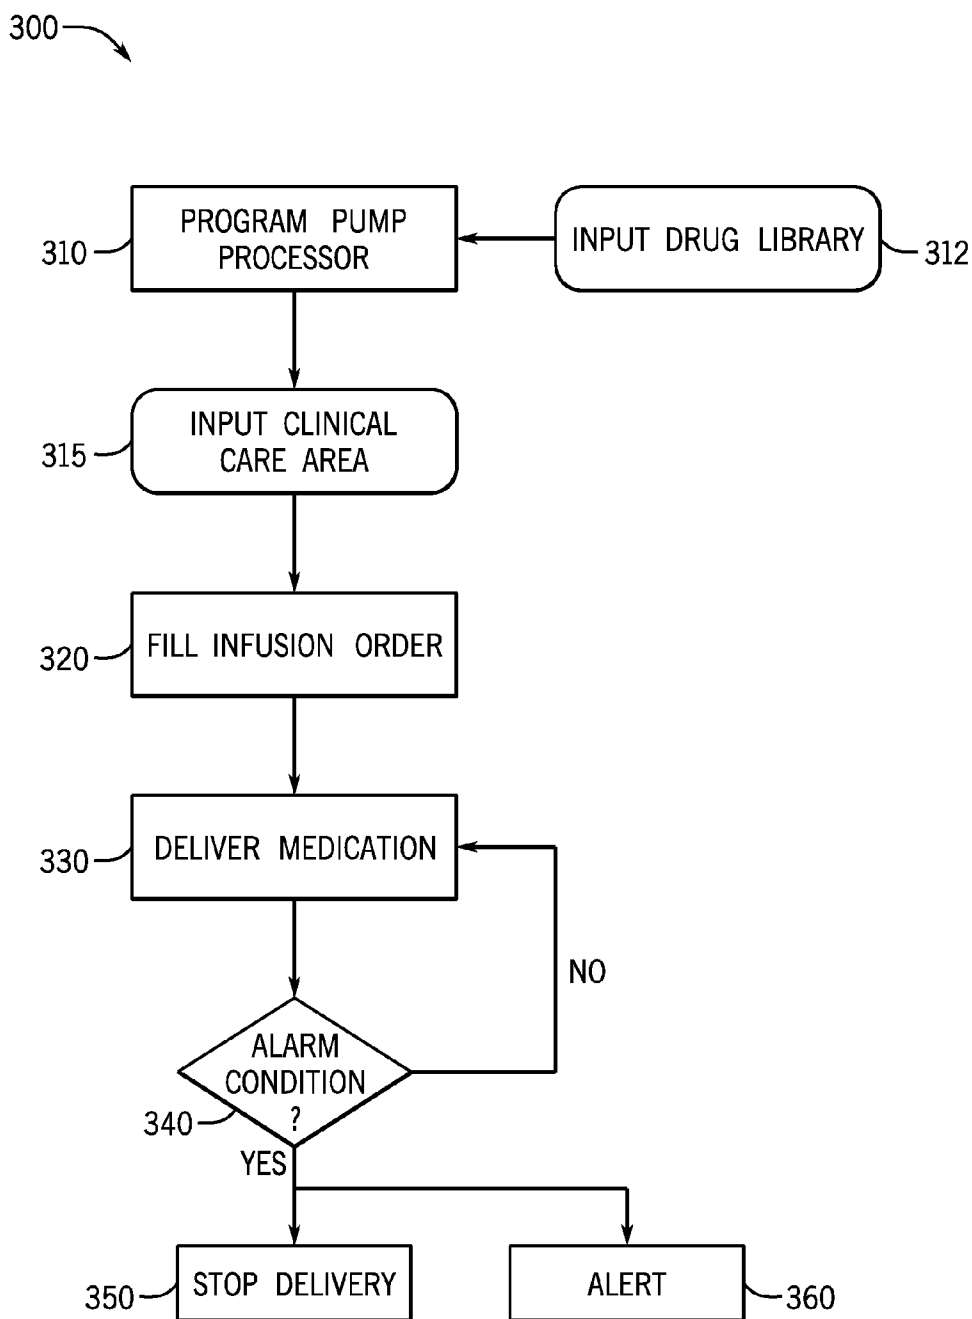 300
PROGRAM PUMP
PROCESSOR
310
INPUT DRUG LIBRARY
312
INPUT CLINICAL
CARE AREA
315
FILL INFUSION ORDER
320
DELIVER MEDICATION
330
NO
ALARM
CONDITION
?
340
YES
STOP DELIVERY
350
ALERT
360